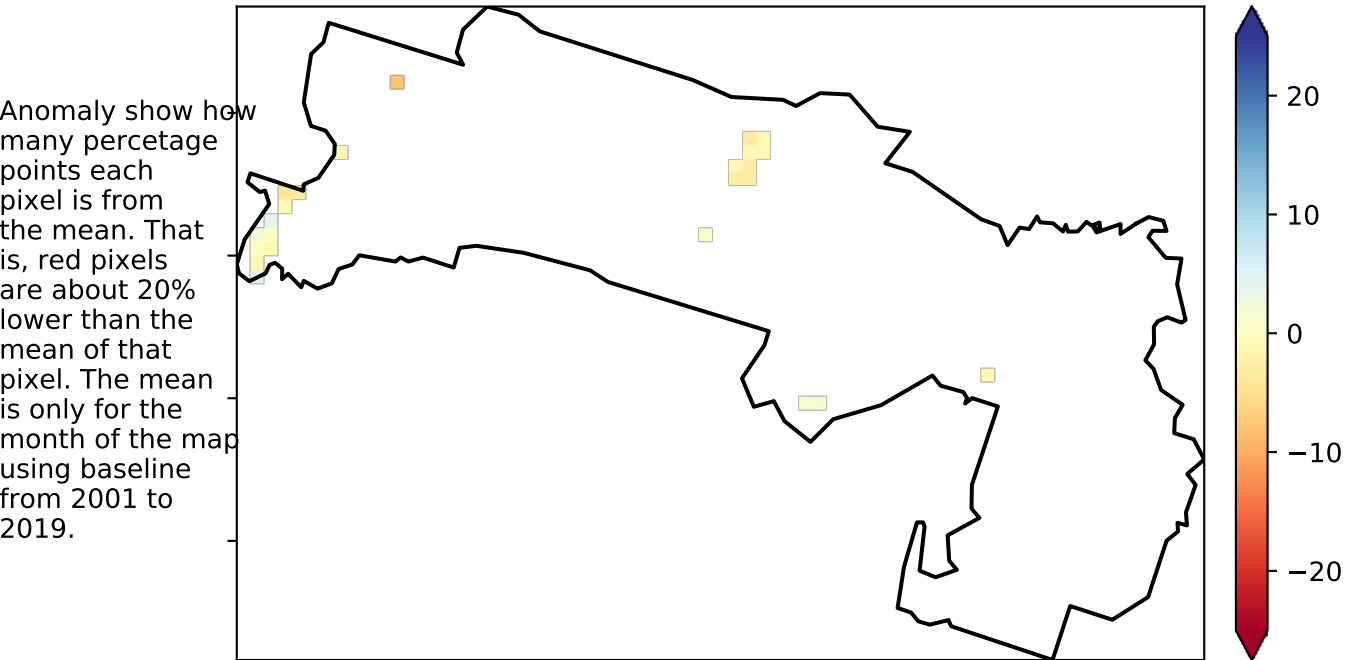 Anomaly show how
many percetage
points each
pixel is from
the mean. That
is, red pixels
are about 20%
lower than the
mean of that
pixel. The mean
is only for the
month of the map
using baseline
from 2001 to
2019.
20
10
0
−10
−20